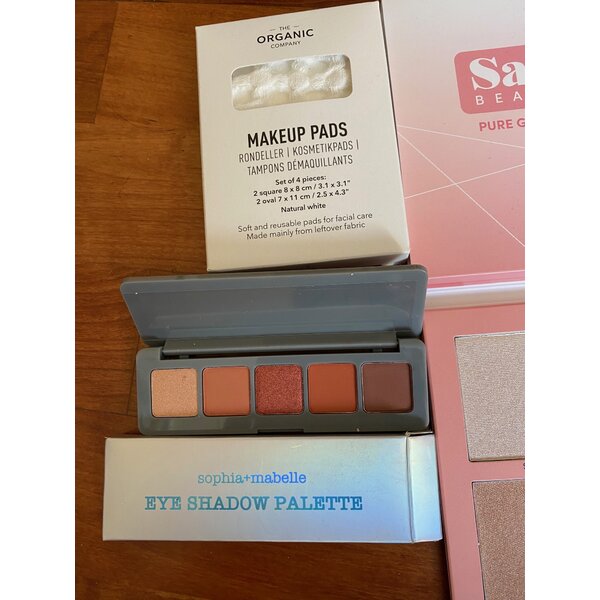 THE
ORGANIC
COMPANY
MAKEUP PADS
RONDELLER | KOSMETIKPADS |
TAMPONS DÉMAQUILLANTS
Set of 4 pieces:
2 square 8 x 8 cm / 3.1 x 3.1"
2 oval 7 x 11 cm / 2.5 x 4.3"
Natural white
Soft and reusable pads for facial care
Made mainly from leftover fabric
PURE
sophia+mabelle
EYE SHADOW PALETTE